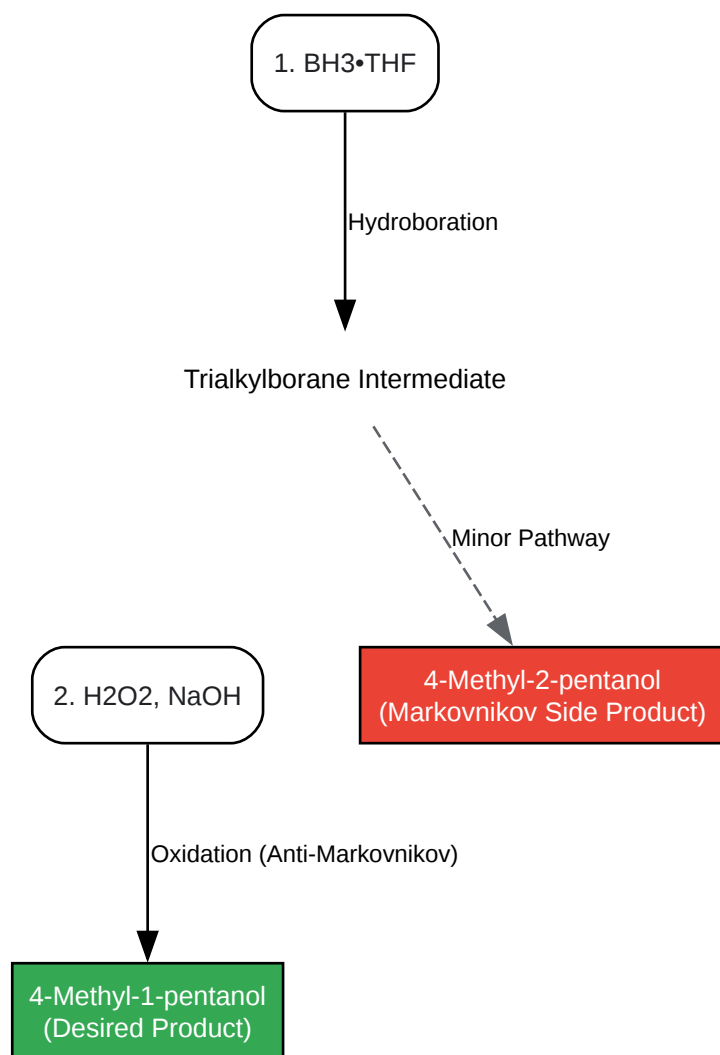 1. BH3•THF
Hydroboration
Trialkylborane Intermediate
Minor Pathway
4-Methyl-2-pentanol
(Markovnikov Side Product)
2. H2O2, NaOH
Oxidation (Anti-Markovnikov)
4-Methyl-1-pentanol
(Desired Product)